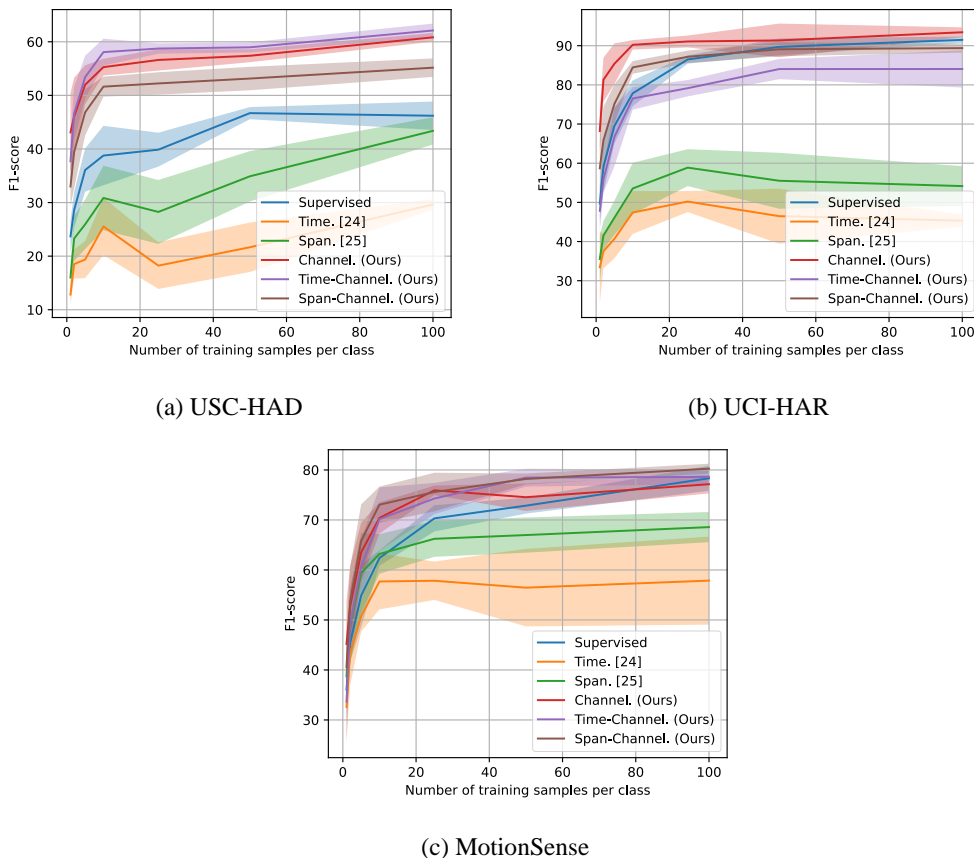 60
50
40
30
20
10
F1-score
0
20
40
60
80
100
Number of training samples per class
Supervised
Time. [24]
Span. [25]
Channel. (Ours)
Time-Channel. (Ours)
Span-Channel. (Ours)
(a) USC-HAD
90
80
70
60
50
40
30
F1-score
0
20
40
60
80
100
Number of training samples per class
Supervised
Time. [24]
Span. [25]
Channel. (Ours)
Time-Channel. (Ours)
Span-Channel. (Ours)
(b) UCI-HAR
80
70
60
50
40
30
F1-score
0
20
40
60
80
100
Number of training samples per class
Supervised
Time. [24]
Span. [25]
Channel. (Ours)
Time-Channel. (Ours)
Span-Channel. (Ours)
(c) MotionSense